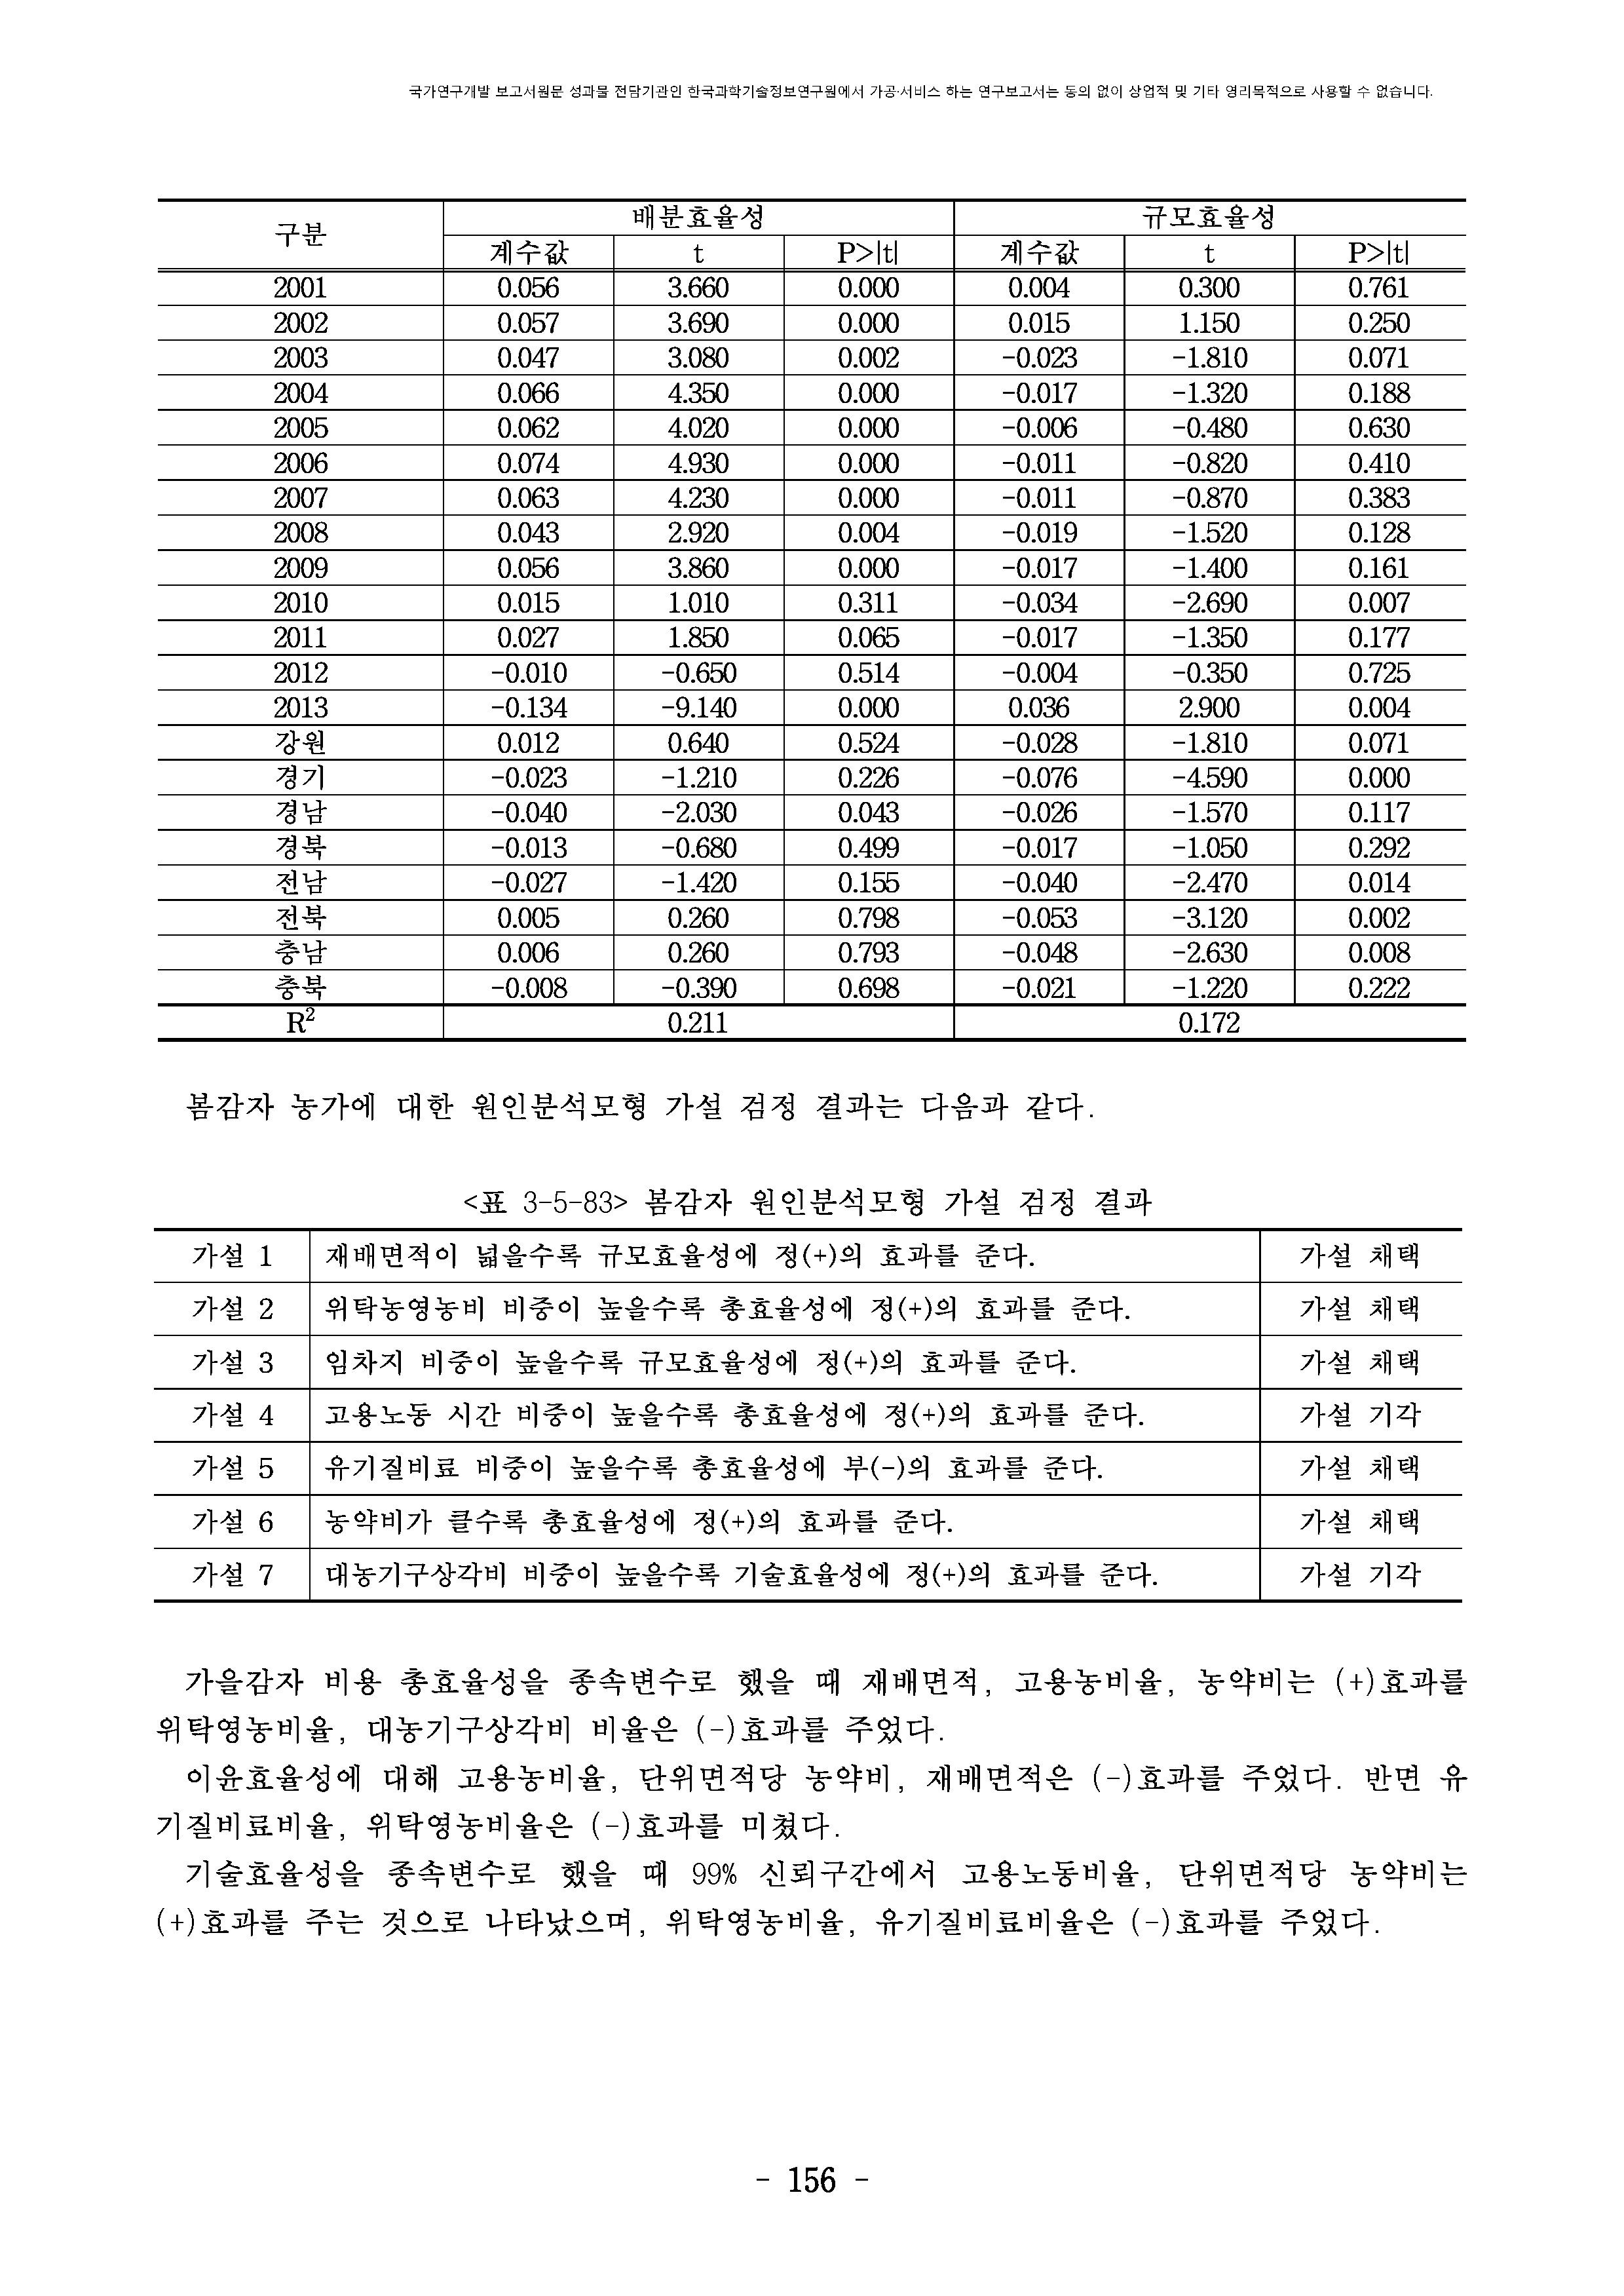 국가연구개발 보고서원문 성과물 전담기관인 한국과학기술정보연구원에서 가공·서비스 하는 연구보고서는 동의 없이 상업적 및 기타 영리목적으로 사용할 수 없습니다.
구분 배분효율성 규모효율성
계수값 t P>|t| 계수값 t P>|t|
2001 0.056 3.660 0.000 0.004 0.300 0.761
2002 0.057 3.690 0.000 0.015 1.150 0.250
2003 0.047 3.080 0.002 -0.023 -1.810 0.071
2004 0.066 4.350 0.000 -0.017 -1.320 0.188
2005 0.062 4.020 0.000 -0.006 -0.480 0.630
2006 0.074 4.930 0.000 -0.011 -0.820 0.410
2007 0.063 4.230 0.000 -0.011 -0.870 0.383
2008 0.043 2.920 0.004 -0.019 -1.520 0.128
2009 0.056 3.860 0.000 -0.017 -1.400 0.161
2010 0.015 1.010 0.311 -0.034 -2.690 0.007
2011 0.027 1.850 0.065 -0.017 -1.350 0.177
2012 -0.010 -0.650 0.514 -0.004 -0.350 0.725
2013 -0.134 -9.140 0.000 0.036 2.900 0.004
강원 0.012 0.640 0.524 -0.028 -1.810 0.071
경기 -0.023 -1.210 0.226 -0.076 -4.590 0.000
경남 -0.040 -2.030 0.043 -0.026 -1.570 0.117
경북 -0.013 -0.680 0.499 -0.017 -1.050 0.292
전남 -0.027 -1.420 0.155 -0.040 -2.470 0.014
전북 0.005 0.260 0.798 -0.053 -3.120 0.002
충남 0.006 0.260 0.793 -0.048 -2.630 0.008
충북 -0.008 -0.390 0.698 -0.021 -1.220 0.222
R² 0.211 0.172
봄감자 농가에 대한 원인분석모형 가설 검정 결과는 다음과 같다.
<표 3-5-83> 봄감자 원인분석모형 가설 검정 결과
가설 1 재배면적이 넓을수록 규모효율성에 정(+)의 효과를 준다. 가설 채택
가설 2 위탁농영농비 비중이 높을수록 총효율성에 정(+)의 효과를 준다. 가설 채택
가설 3 임차지 비중이 높을수록 규모효율성에 정(+)의 효과를 준다. 가설 채택
가설 4 고용노동 시간 비중이 높을수록 총효율성에 정(+)의 효과를 준다. 가설 기각
가설 5 유기질비료 비중이 높을수록 총효율성에 부(-)의 효과를 준다. 가설 채택
가설 6 농약비가 클수록 총효율성에 정(+)의 효과를 준다. 가설 채택
가설 7 대농기구상각비 비중이 높을수록 기술효율성에 정(+)의 효과를 준다. 가설 기각
가을감자 비용 총효율성을 종속변수로 했을 때 재배면적, 고용농비율, 농약비는 (+)효과를
위탁영농비율, 대농기구상각비 비율은 (-)효과를 주었다.
이윤효율성에 대해 고용농비율, 단위면적당 농약비, 재배면적은 (-)효과를 주었다. 반면 유
기질비료비율, 위탁영농비율은 (-)효과를 미쳤다.
기술효율성을 종속변수로 했을 때 99% 신뢰구간에서 고용노동비율, 단위면적당 농약비는
(+)효과를 주는 것으로 나타났으며, 위탁영농비율, 유기질비료비율은 (-)효과를 주었다.
- 156 -